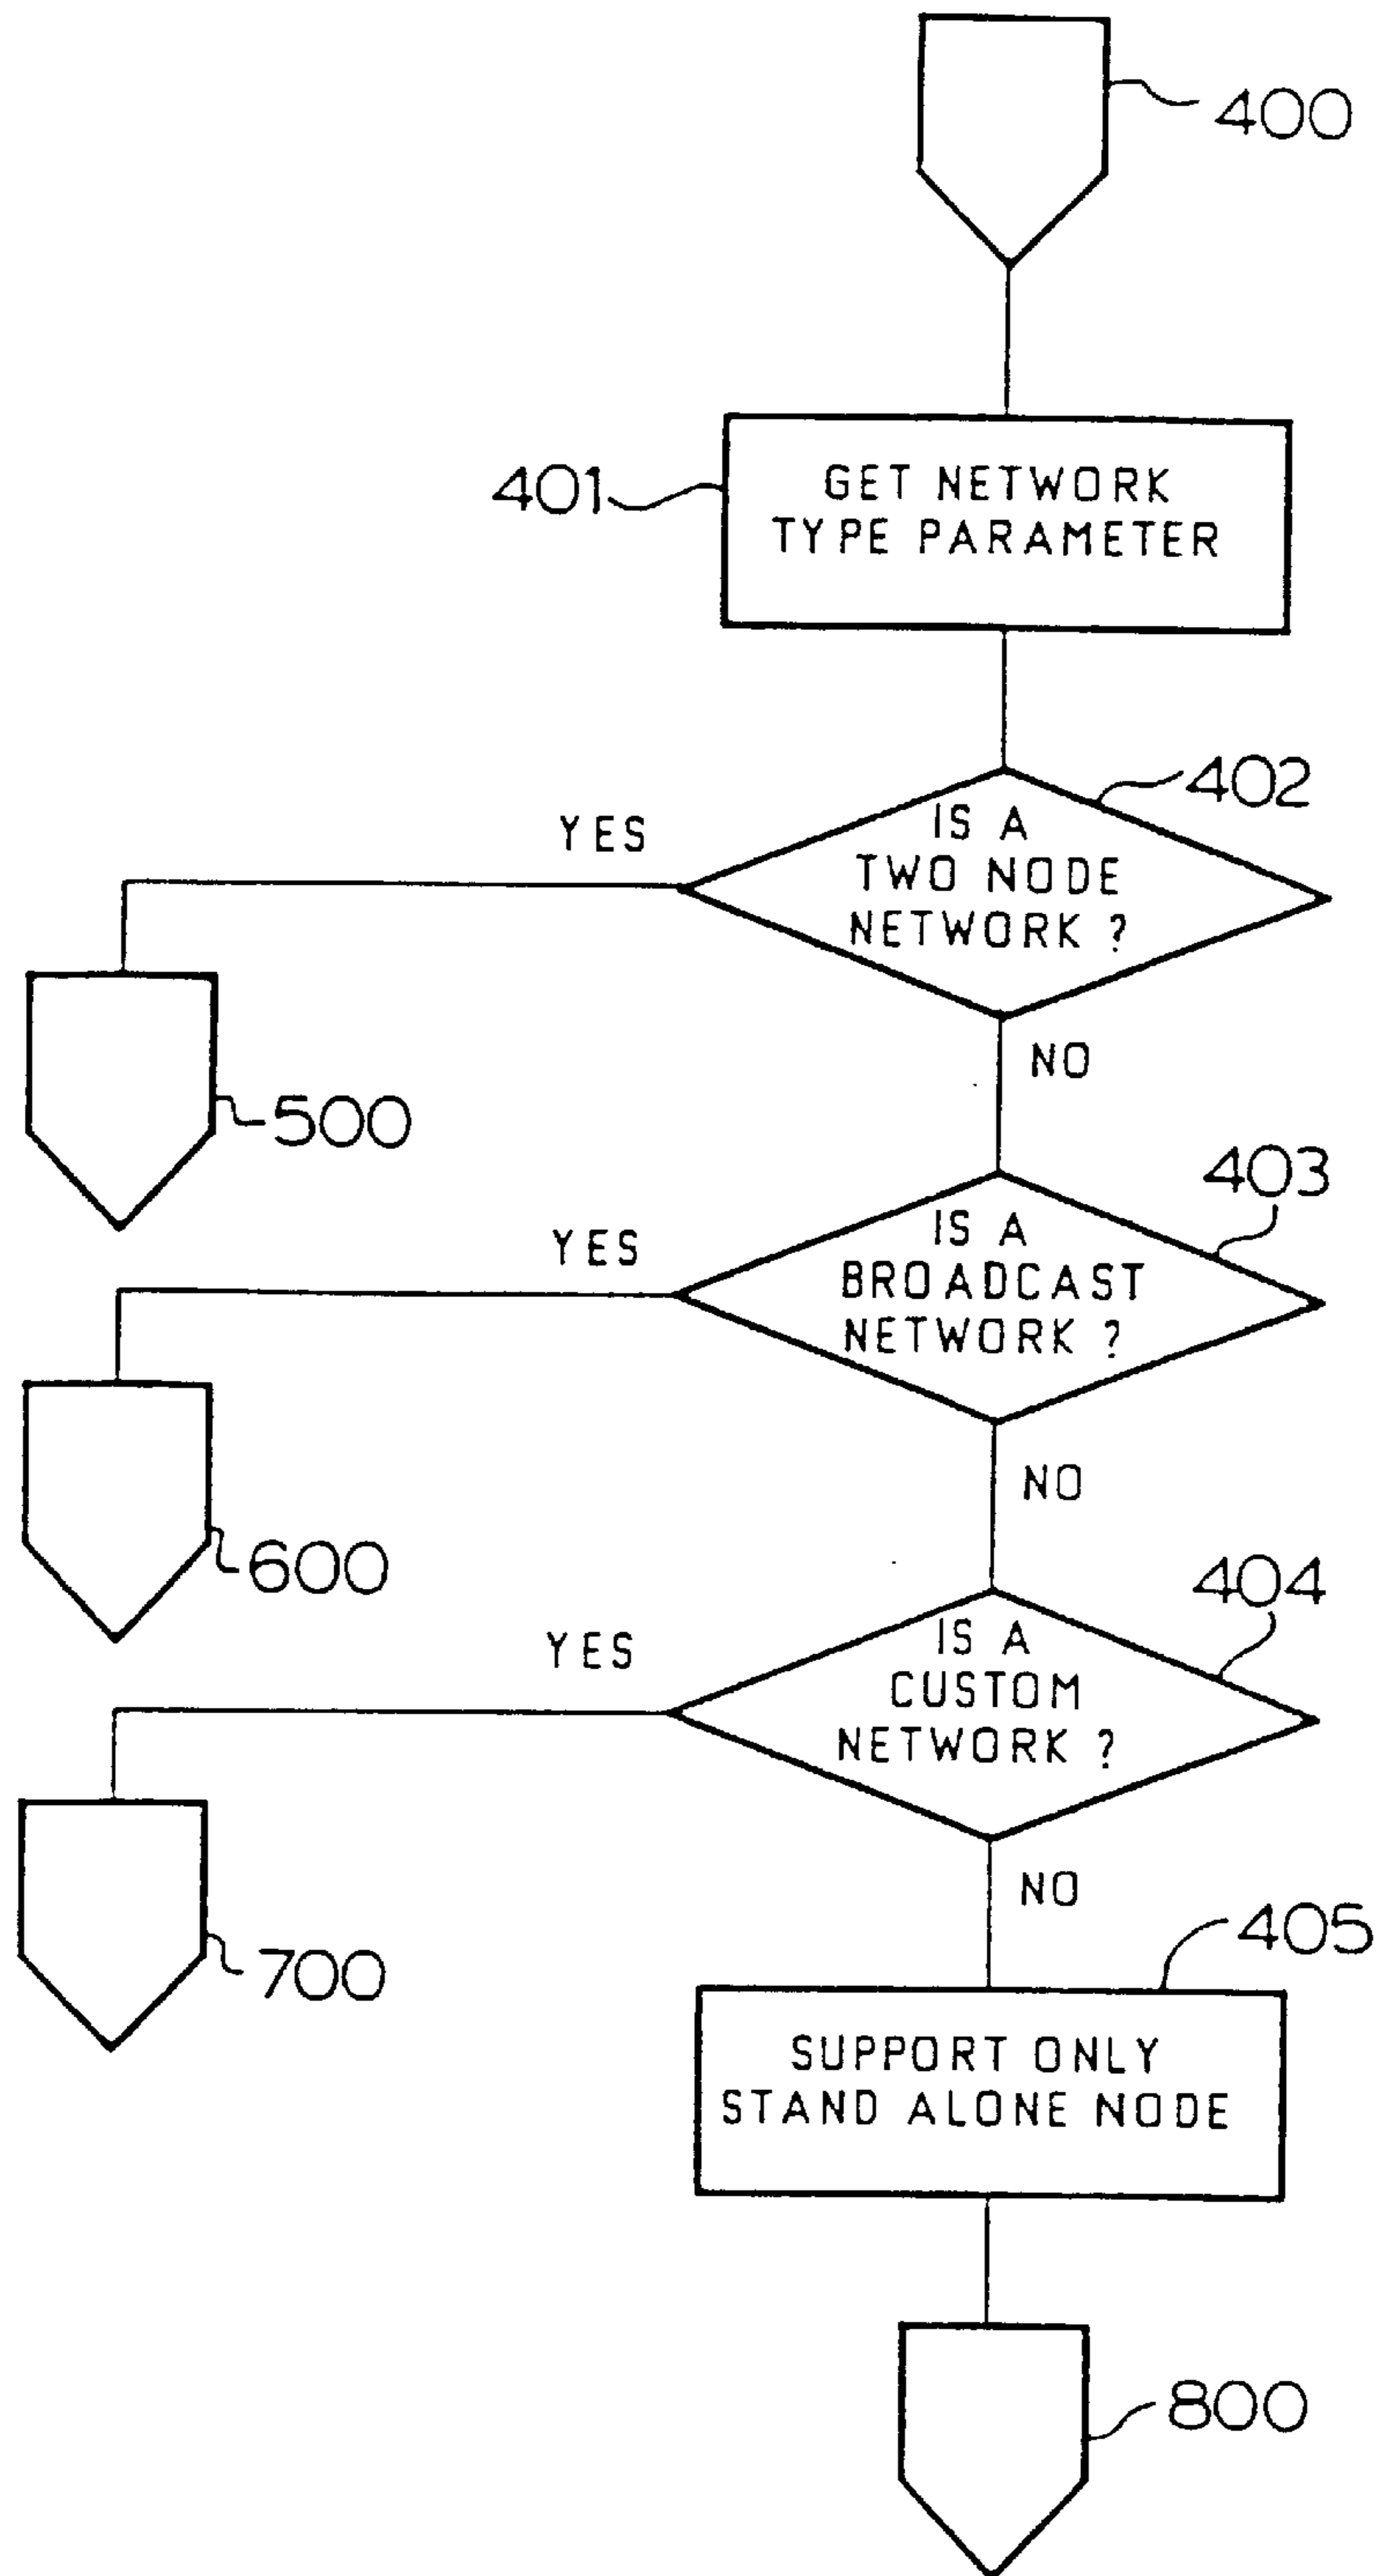 400
401
GET NETWORK
TYPE PARAMETER
402
YES
IS A
TWO NODE
NETWORK ?
NO
500
403
YES
IS A
BROADCAST
NETWORK ?
NO
600
404
YES
IS A
CUSTOM
NETWORK ?
NO
700
405
SUPPORT ONLY
STAND ALONE NODE
800